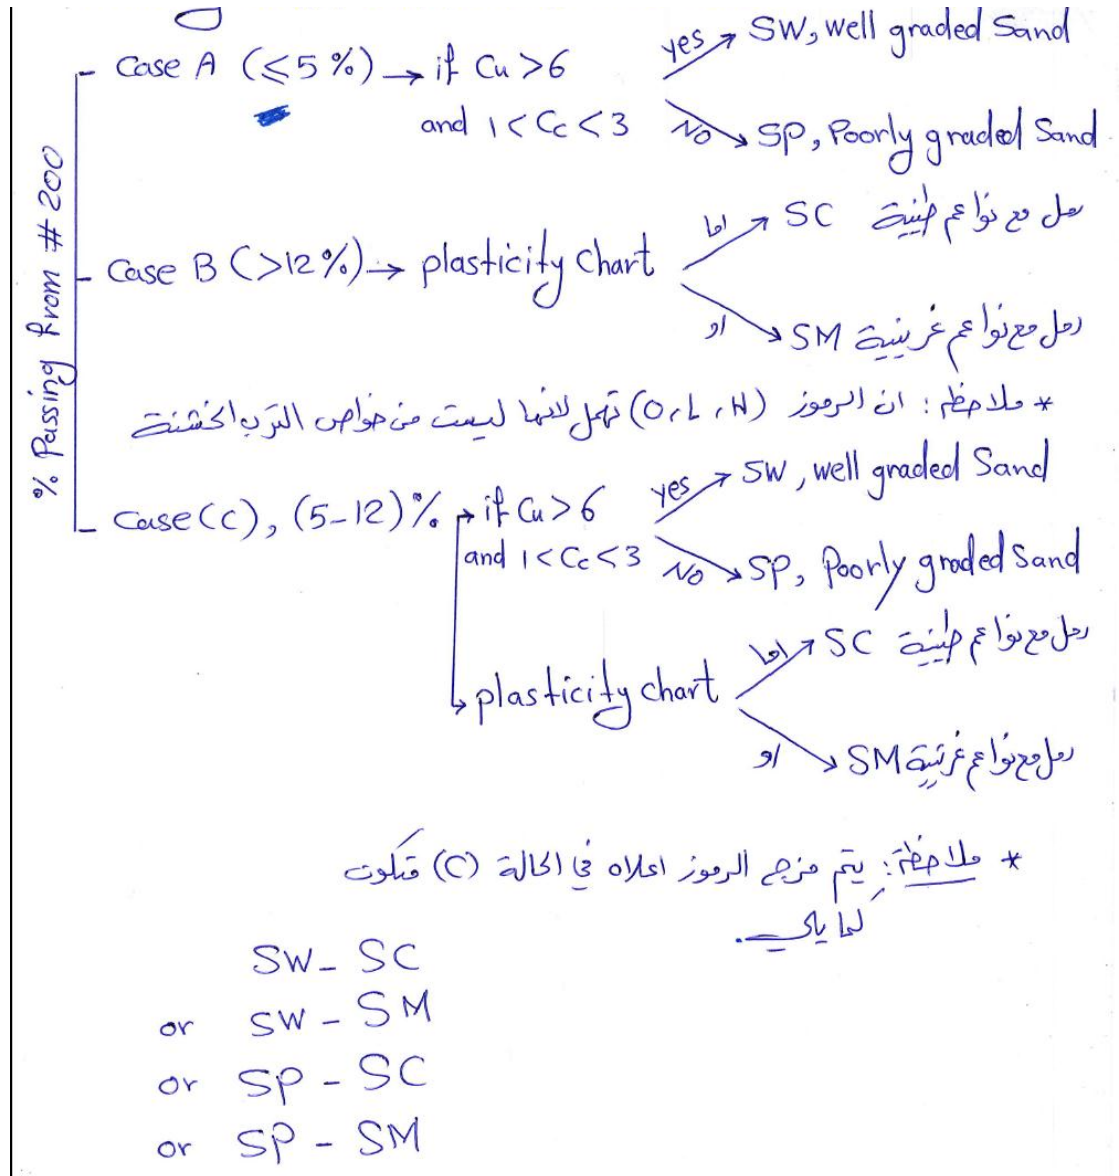 yes → SW, well graded Sand
Case A (≤5%) → if Cu >6
and 1 < Cc < 3 No → SP, Poorly graded Sand
% Passing from # 200
اما → SC رمل مع نواعم طينية
Case B (>12%) → plasticity Chart
او → SM رمل مع نواعم غرينية
* ملاحظة : ان الرموز (O, L, H) تهمل لانها ليست من خواص الترب الخشنة
yes → SW, well graded Sand
Case (C), (5-12)% → if Cu > 6
and 1 < Cc < 3 No → SP, Poorly graded Sand
اما → SC رمل مع نواعم طينية
→ plasticity chart
او → SM رمل مع نواعم غرينية
* ملاحظة: يتم مزج الرموز اعلاه في الحالة (C) فتكون
كما يلي.
SW - SC
or SW - SM
or SP - SC
or SP - SM